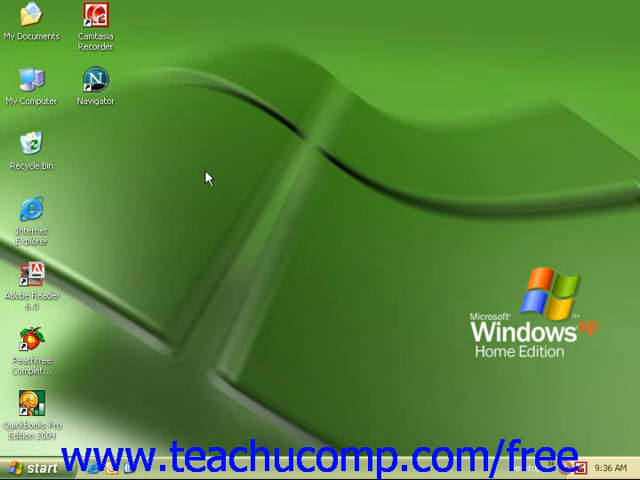 My Documents
Camtasia
Recorder
My Computer
Navigator
Recycle Bin
Internet
Explorer
Adobe Reader
6.0
Peachtree
Complet...
QuickBooks Pro
Edition 2004
Microsoft
Windows xp
Home Edition
start
www.teachucomp.com/free
9:36 AM